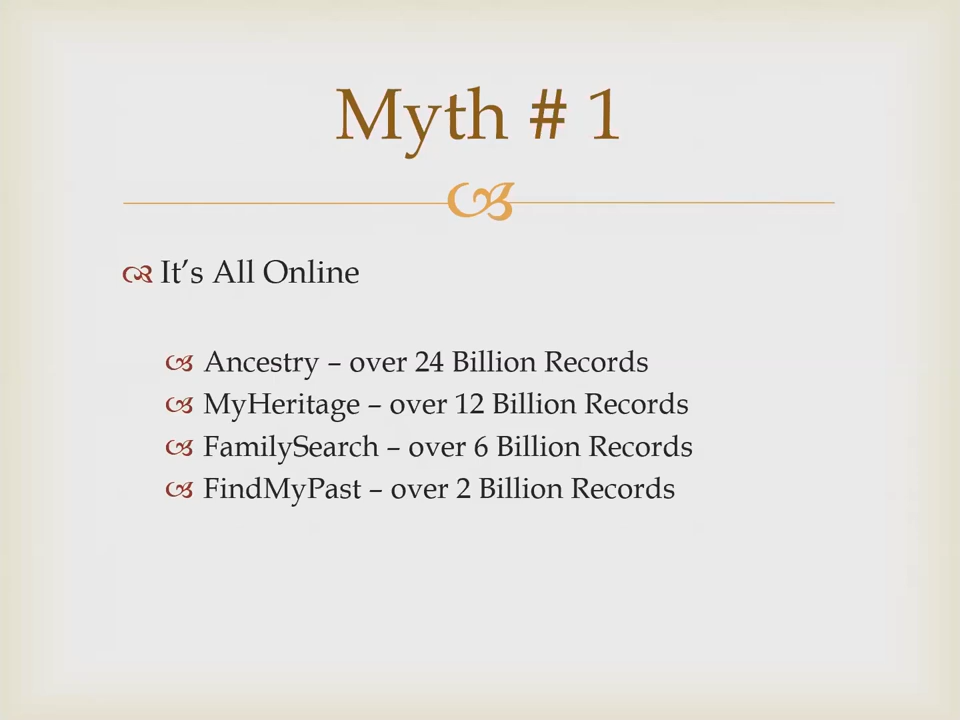 Myth # 1
It’s All Online
Ancestry – over 24 Billion Records
MyHeritage – over 12 Billion Records
FamilySearch – over 6 Billion Records
FindMyPast – over 2 Billion Records